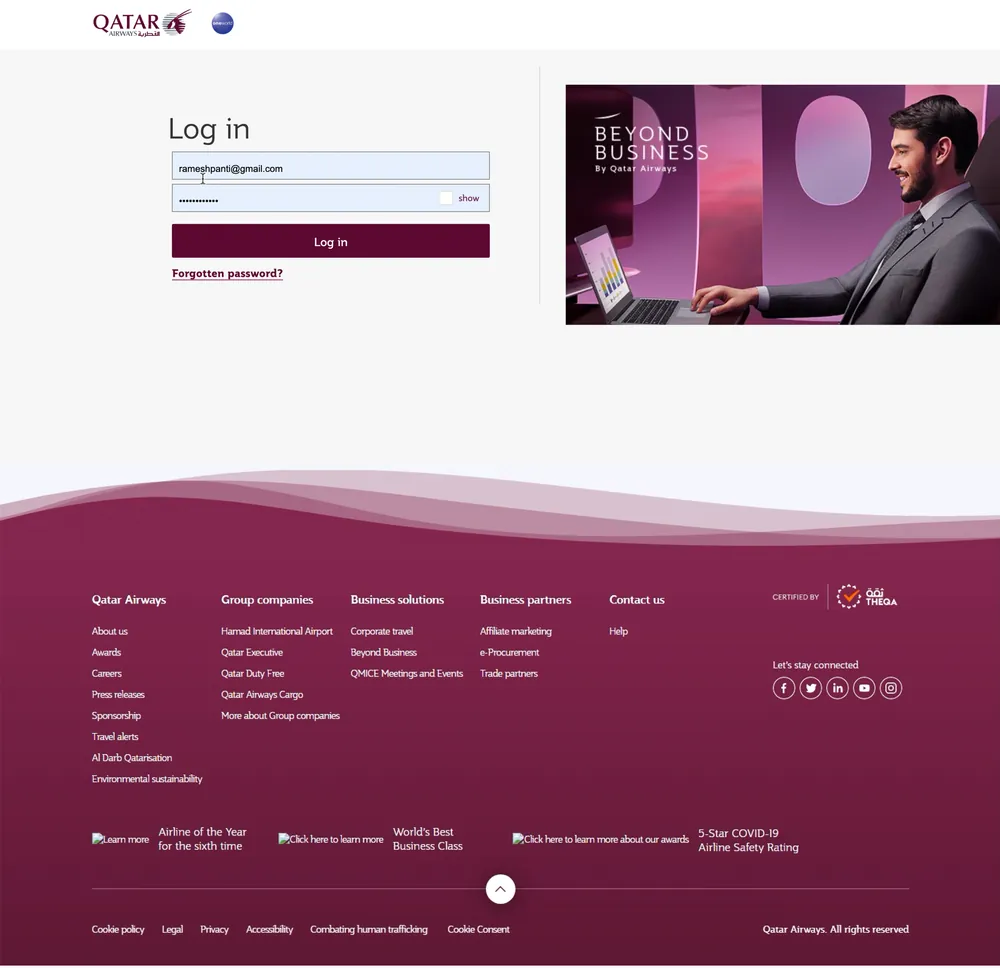 QATAR
AIRWAYS القطرية
oneworld
Log in
rameshpanti@gmail.com
••••••••••••
show
Log in
Forgotten password?
BEYOND
BUSINESS
By Qatar Airways
Qatar Airways
About us
Awards
Careers
Press releases
Sponsorship
Travel alerts
Al Darb Qatarisation
Environmental sustainability
Group companies
Hamad International Airport
Qatar Executive
Qatar Duty Free
Qatar Airways Cargo
More about Group companies
Business solutions
Corporate travel
Beyond Business
QMICE Meetings and Events
Business partners
Affiliate marketing
e-Procurement
Trade partners
Contact us
Help
CERTIFIED BY
ثقة
THEQA
Let's stay connected
Learn more
Airline of the Year
for the sixth time
Click here to learn more
World's Best
Business Class
Click here to learn more about our awards
5-Star COVID-19
Airline Safety Rating
Cookie policy
Legal
Privacy
Accessibility
Combating human trafficking
Cookie Consent
Qatar Airways. All rights reserved